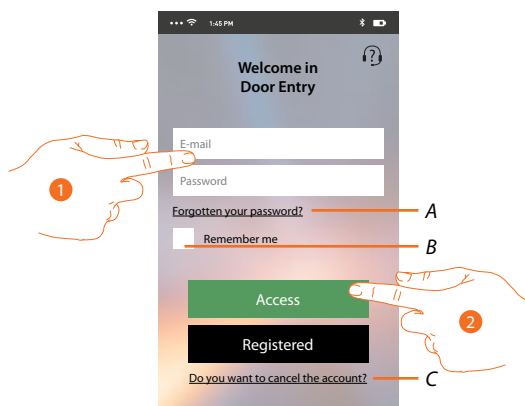 1:45 PM
?
Welcome in
Door Entry
E-mail
1
Password
Forgotten your password?
A
Remember me
B
Access
2
Registered
Do you want to cancel the account?
C